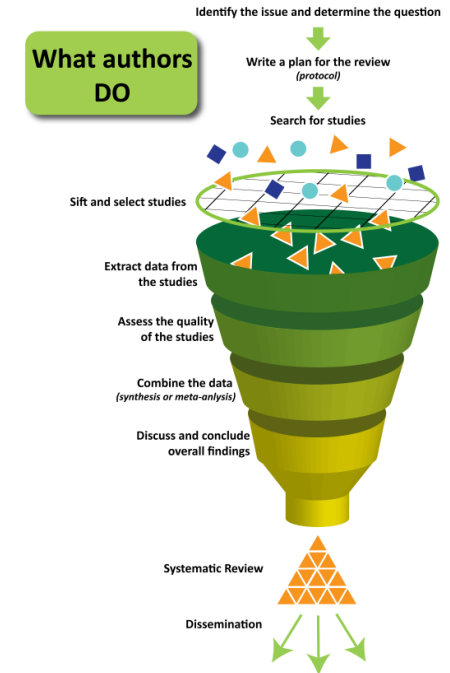 Identify the issue and determine the question
What authors
DO
Write a plan for the review
(protocol)
Search for studies
Sift and select studies
Extract data from
the studies
Assess the quality
of the studies
Combine the data
(synthesis or meta-anlysis)
Discuss and conclude
overall findings
Systematic Review
Dissemination